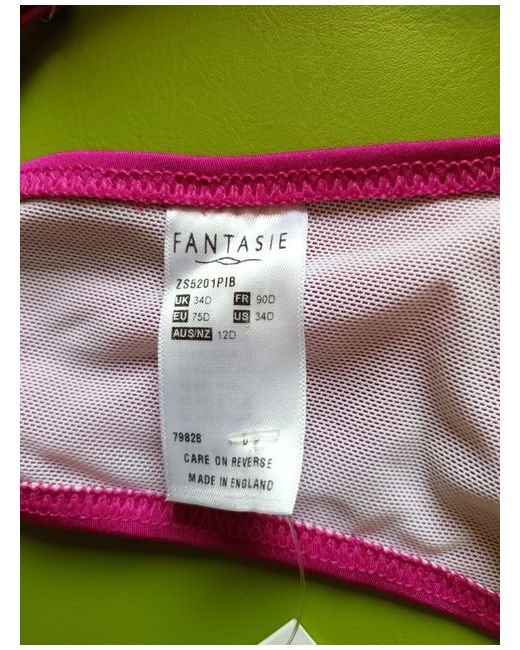 FANTASIE
ZS5201PIB
UK 34D FR 90D
EU 75D US 34D
AUS/NZ 12D
79828
CARE ON REVERSE
MADE IN ENGLAND